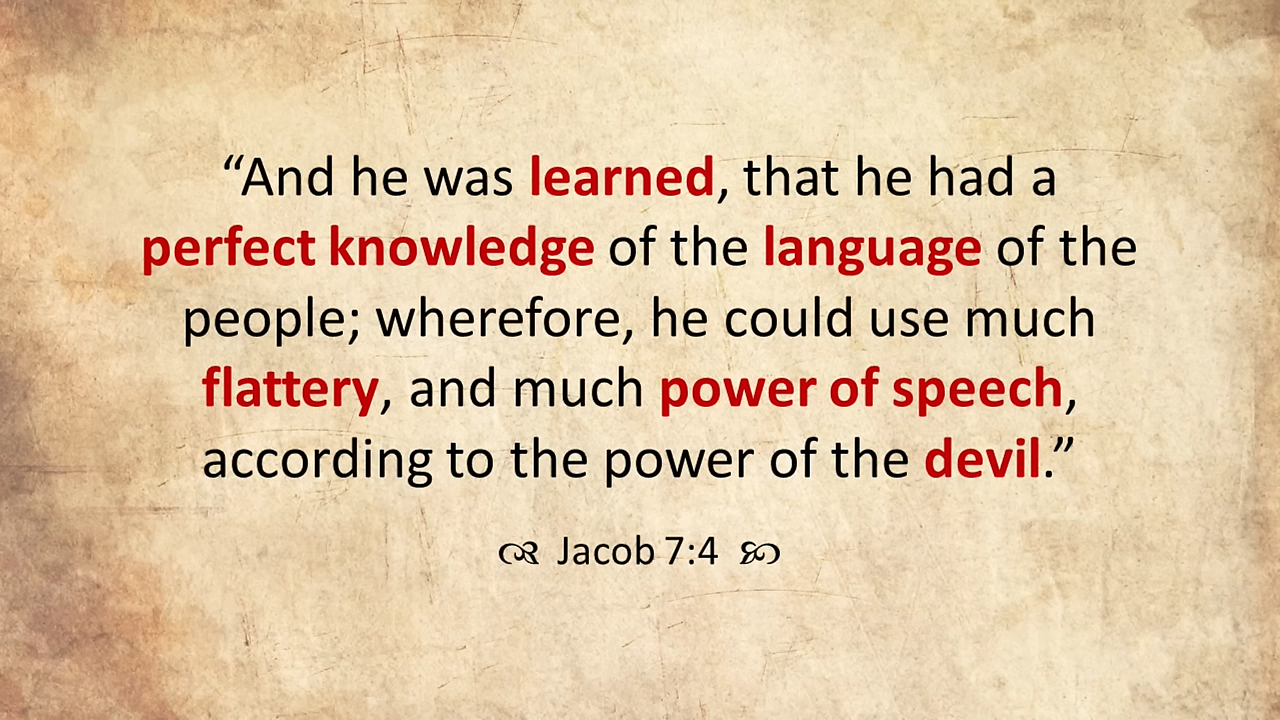 “And he was learned, that he had a
perfect knowledge of the language of the
people; wherefore, he could use much
flattery, and much power of speech,
according to the power of the devil.”
Jacob 7:4